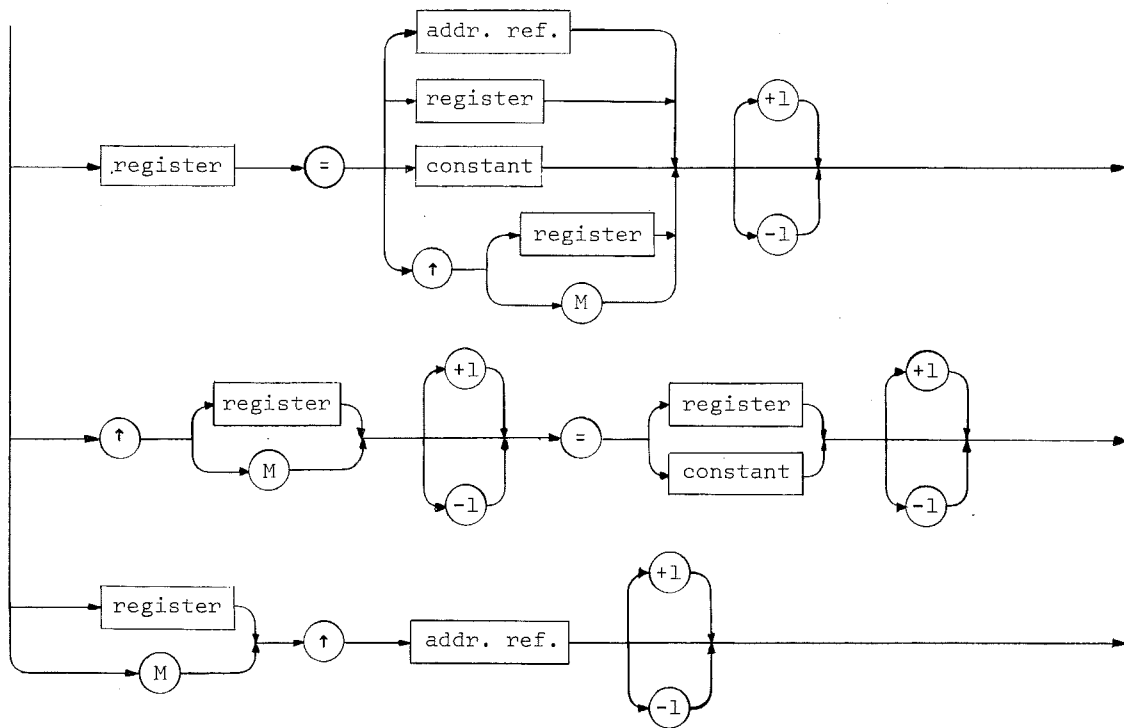 addr. ref.
register
+1
register
=
constant
register
-1
↑
M
register
+1
register
+1
↑
=
M
-1
constant
-1
register
+1
↑
addr. ref.
M
-1